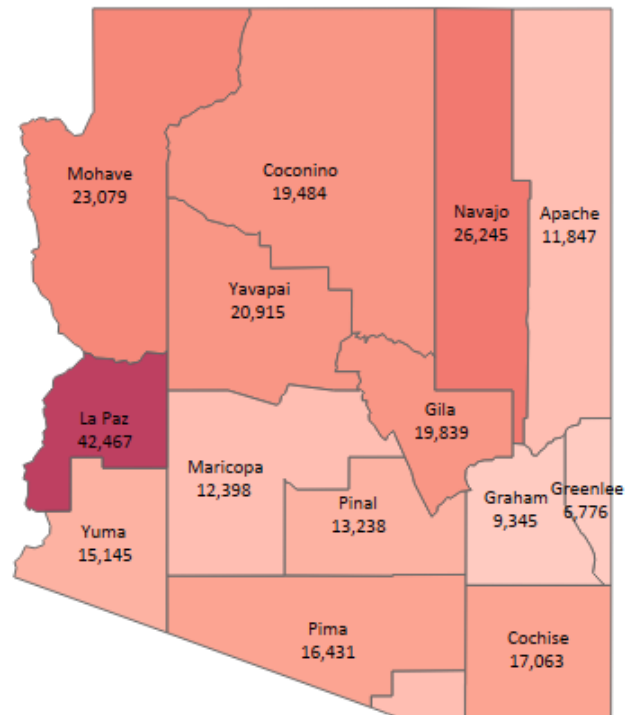 Mohave
23,079
Coconino
19,484
Navajo
26,245
Apache
11,847
Yavapai
20,915
La Paz
42,467
Gila
19,839
Maricopa
12,398
Pinal
13,238
Graham
9,345
Greenlee
6,776
Yuma
15,145
Pima
16,431
Cochise
17,063